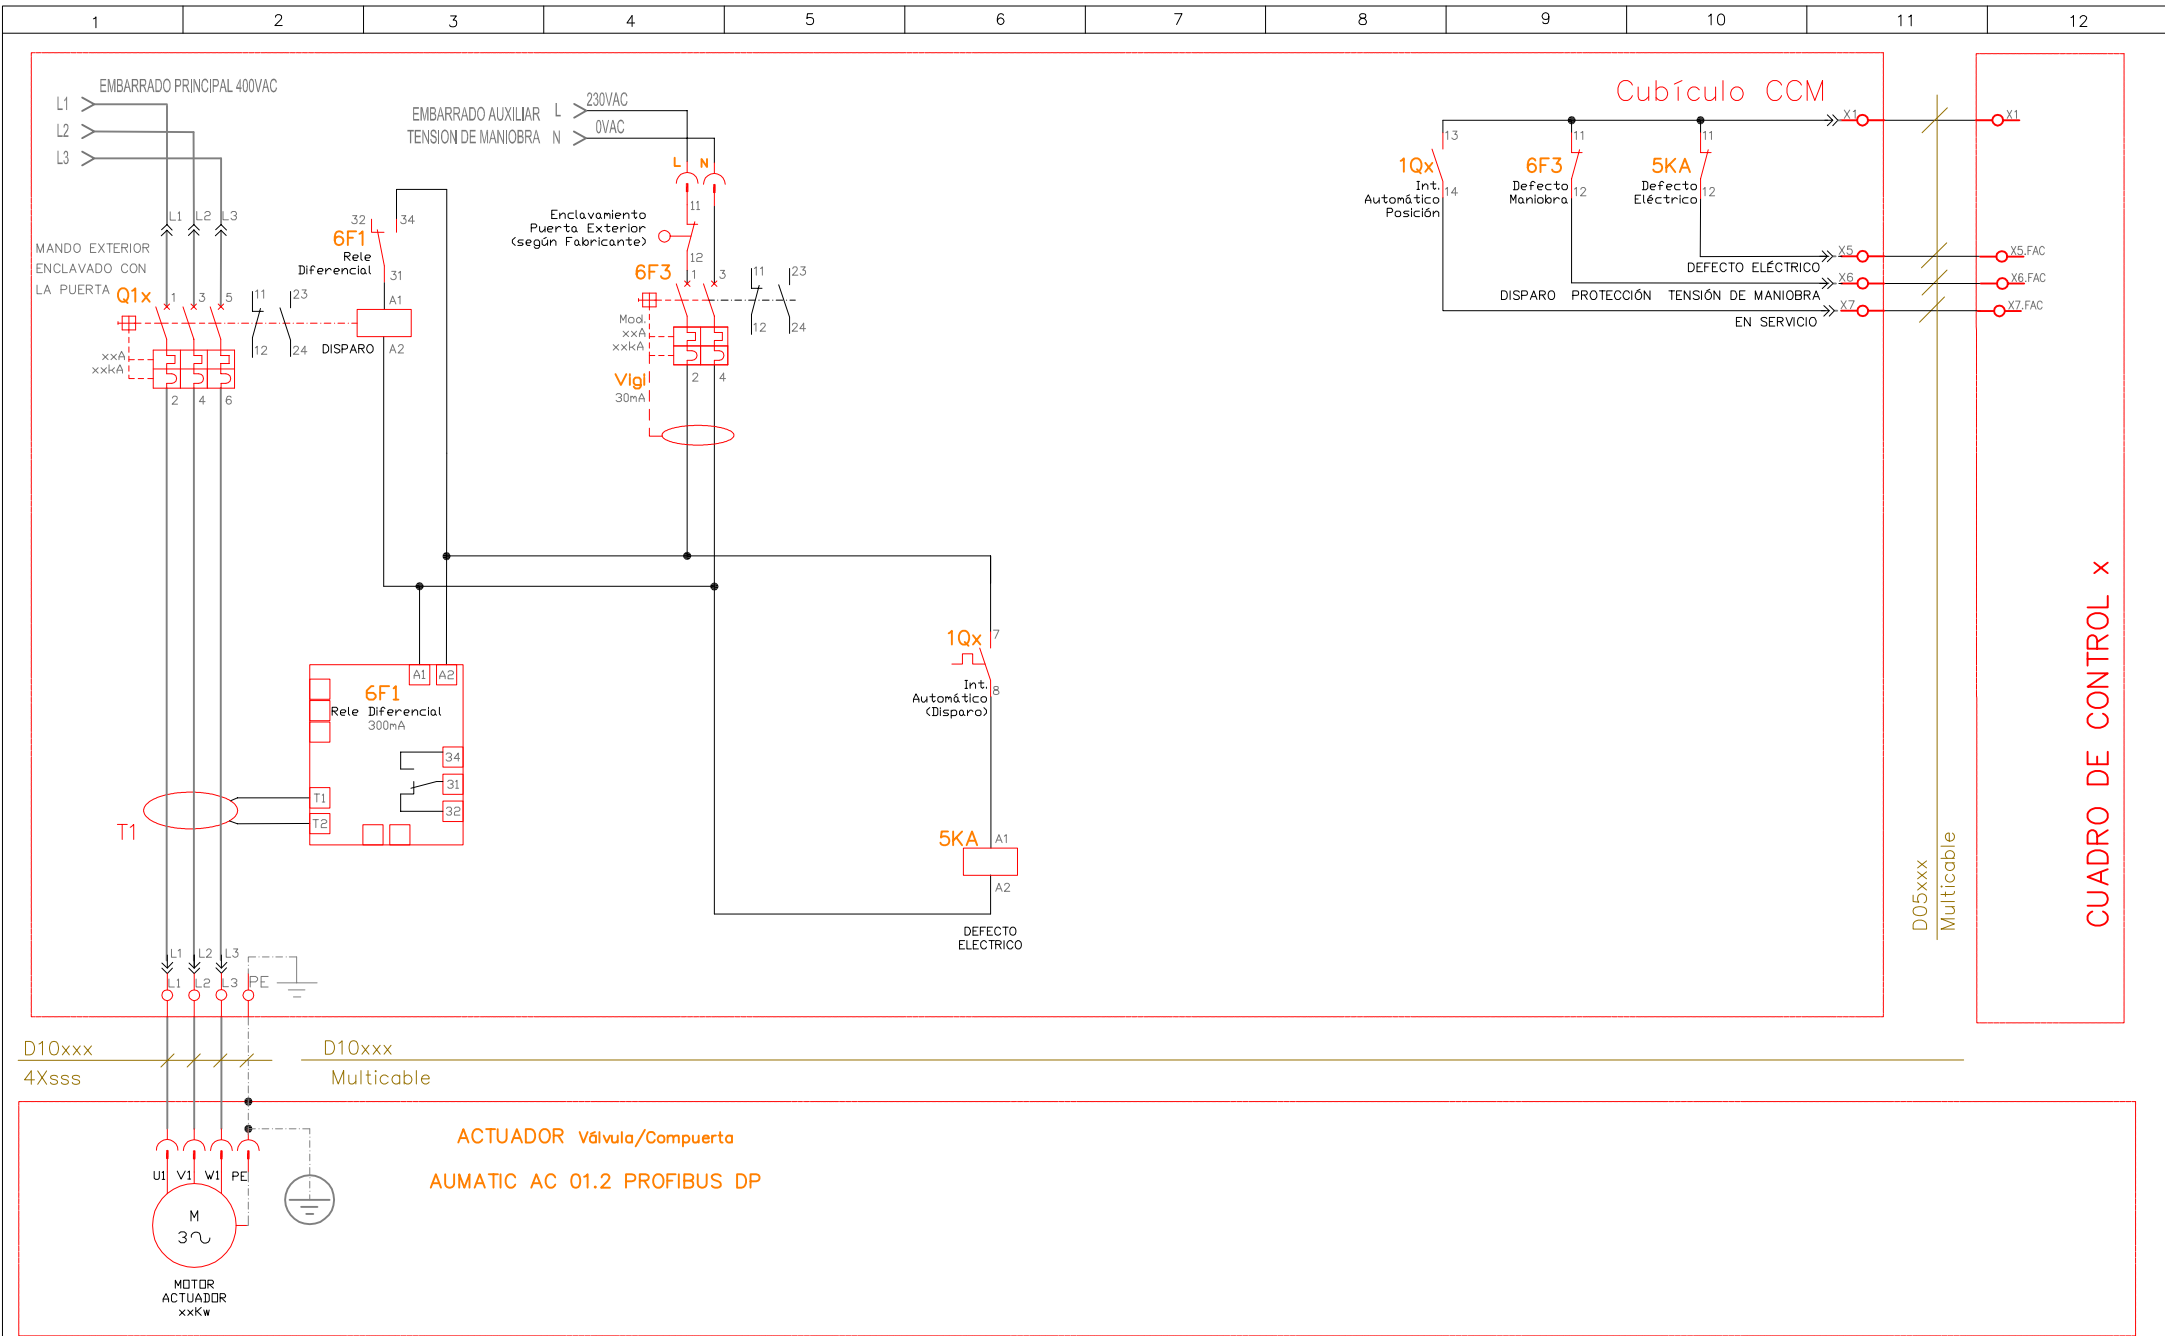 1 2 3 4 5 6 7 8 9 10 11 12
EMBARRADO PRINCIPAL 400VAC
L1
L2
L3
EMBARRADO AUXILIAR L 230VAC
TENSION DE MANIOBRA N 0VAC
L N
Cubículo CCM
13
1Qx
Int.
Automático
Posición
14
11
6F3
Defecto
Maniobra
12
11
5KA
Defecto
Eléctrico
12
X1
X1
X5
X5.FAC
DEFECTO ELÉCTRICO
X6
X6.FAC
DISPARO PROTECCIÓN TENSIÓN DE MANIOBRA
X7
X7.FAC
EN SERVICIO
L1 L2 L3
MANDO EXTERIOR
ENCLAVADO CON
LA PUERTA
Q1x
1 3 5
11 23
12 24
xxA
xxkA
2 4 6
32 34
6F1
Rele
Diferencial
31
A1
DISPARO
A2
Enclavamiento
Puerta Exterior
(según Fabricante)
11
12
6F3
1 3
11 23
12 24
Mod.
xxA
xxkA
2 4
Vigi
30mA
1Qx
7
Int.
Automático
(Disparo)
8
A1 A2
6F1
Rele Diferencial
300mA
34
31
32
T1
T2
T1
5KA
A1
A2
DEFECTO
ELECTRICO
D05xxx
Multicable
CUADRO DE CONTROL x
L1 L2 L3
L1 L2 L3 PE
D10xxx
4Xsss
D10xxx
Multicable
ACTUADOR Válvula/Compuerta
AUMATIC AC 01.2 PROFIBUS DP
U1 V1 W1 PE
M
3
MOTOR
ACTUADOR
xxKw